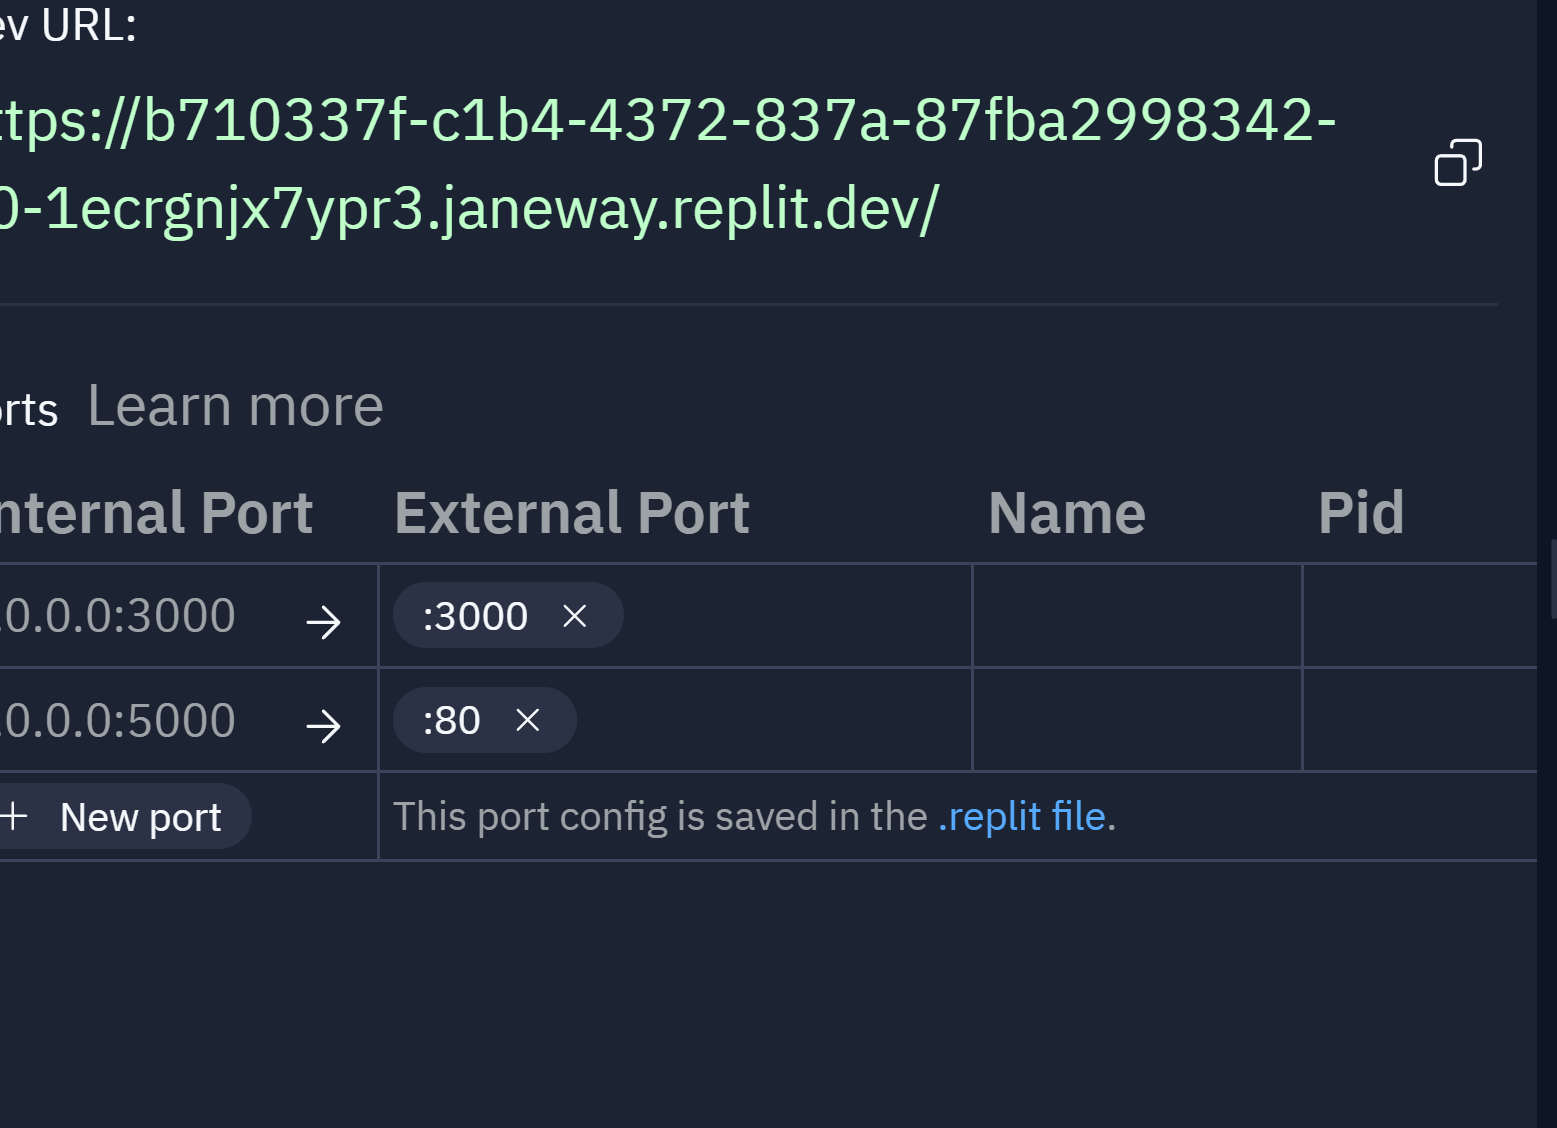 ev URL:
ttps://b710337f-c1b4-4372-837a-87fba2998342-
0-1ecrgnjx7ypr3.janeway.replit.dev/
orts Learn more
nternal Port External Port Name Pid
.0.0.0:3000 → :3000 ×
.0.0.0:5000 → :80 ×
+ New port This port config is saved in the .replit file.